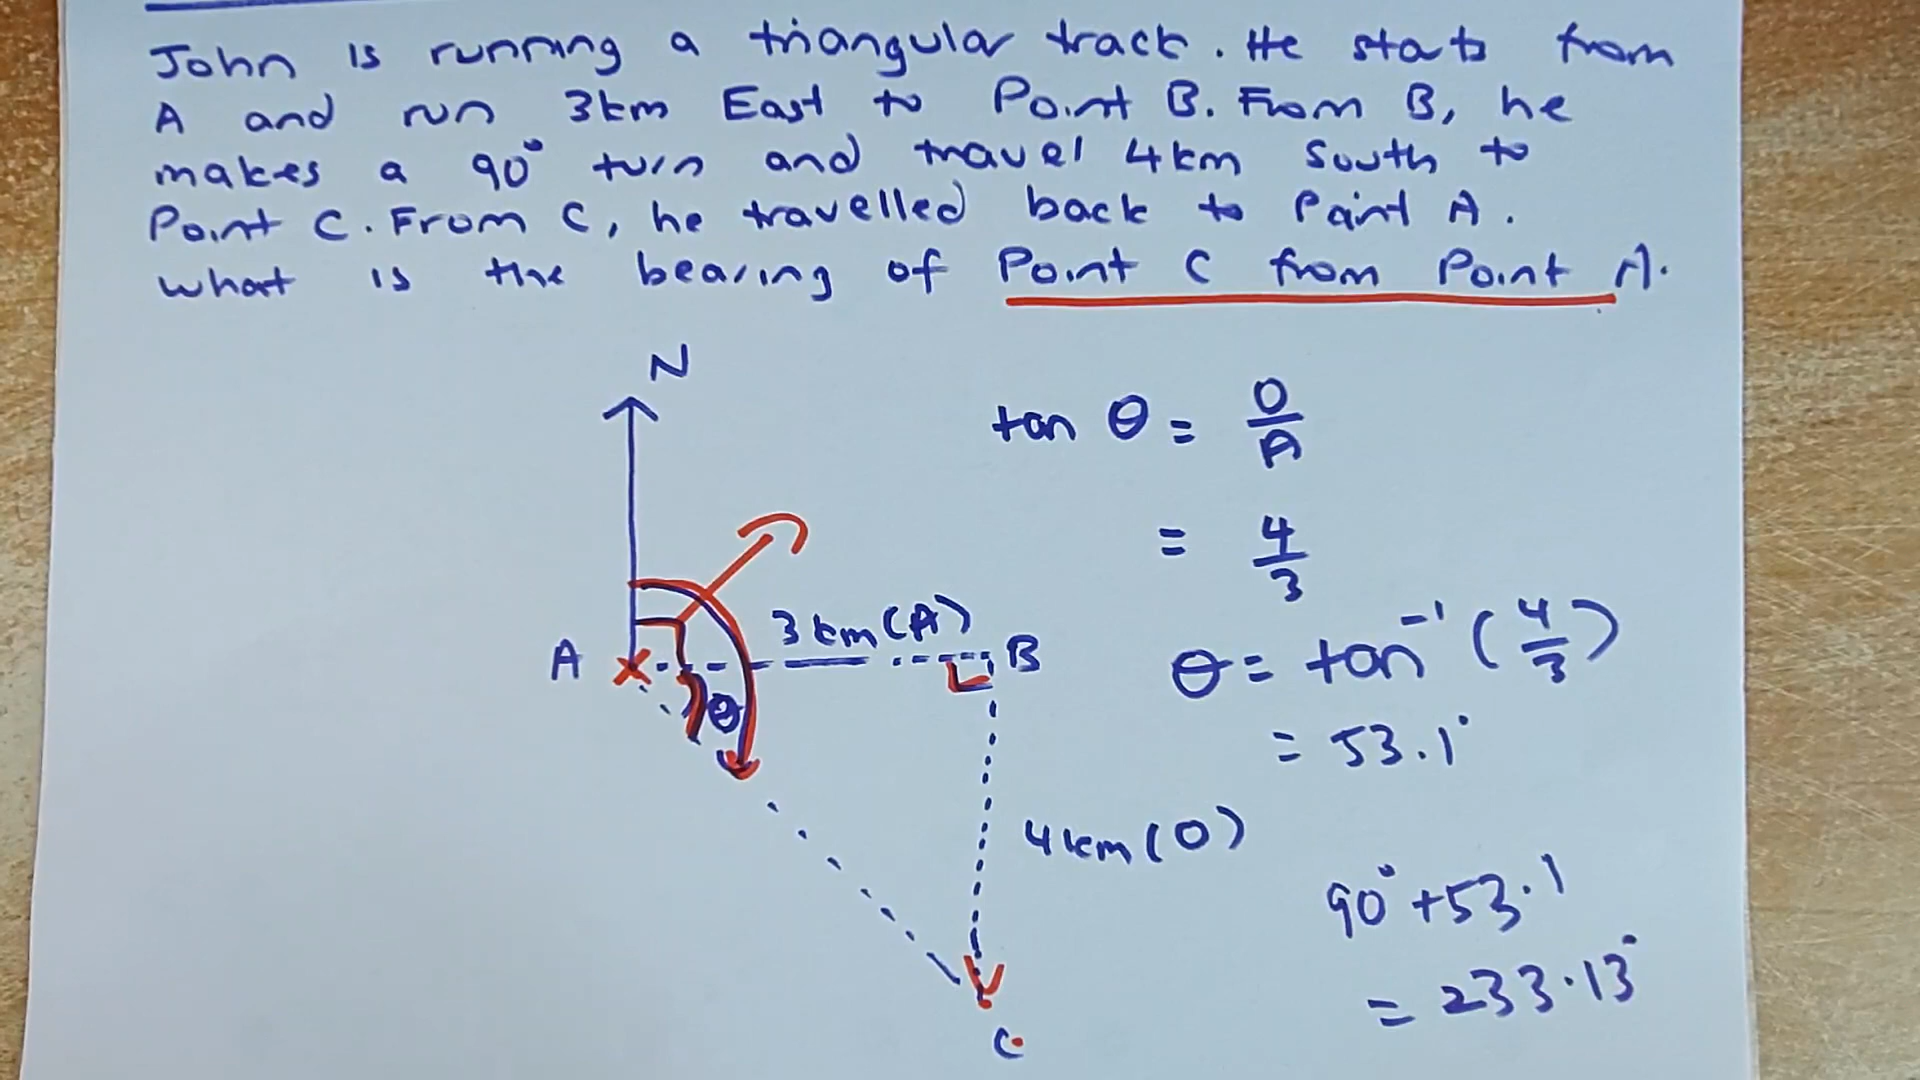 John is running a triangular track. He starts from
A and run 3km East to Point B. From B, he
makes a 90° turn and travel 4km South to
Point C. From C, he travelled back to Point A.
What is the bearing of Point C from Point A.
N
tan θ = O/A
= 4/3
A
3km (A)
B
θ = tan⁻¹ (4/3)
θ
= 53.1°
4km (O)
90° + 53.1
= 233.13°
C